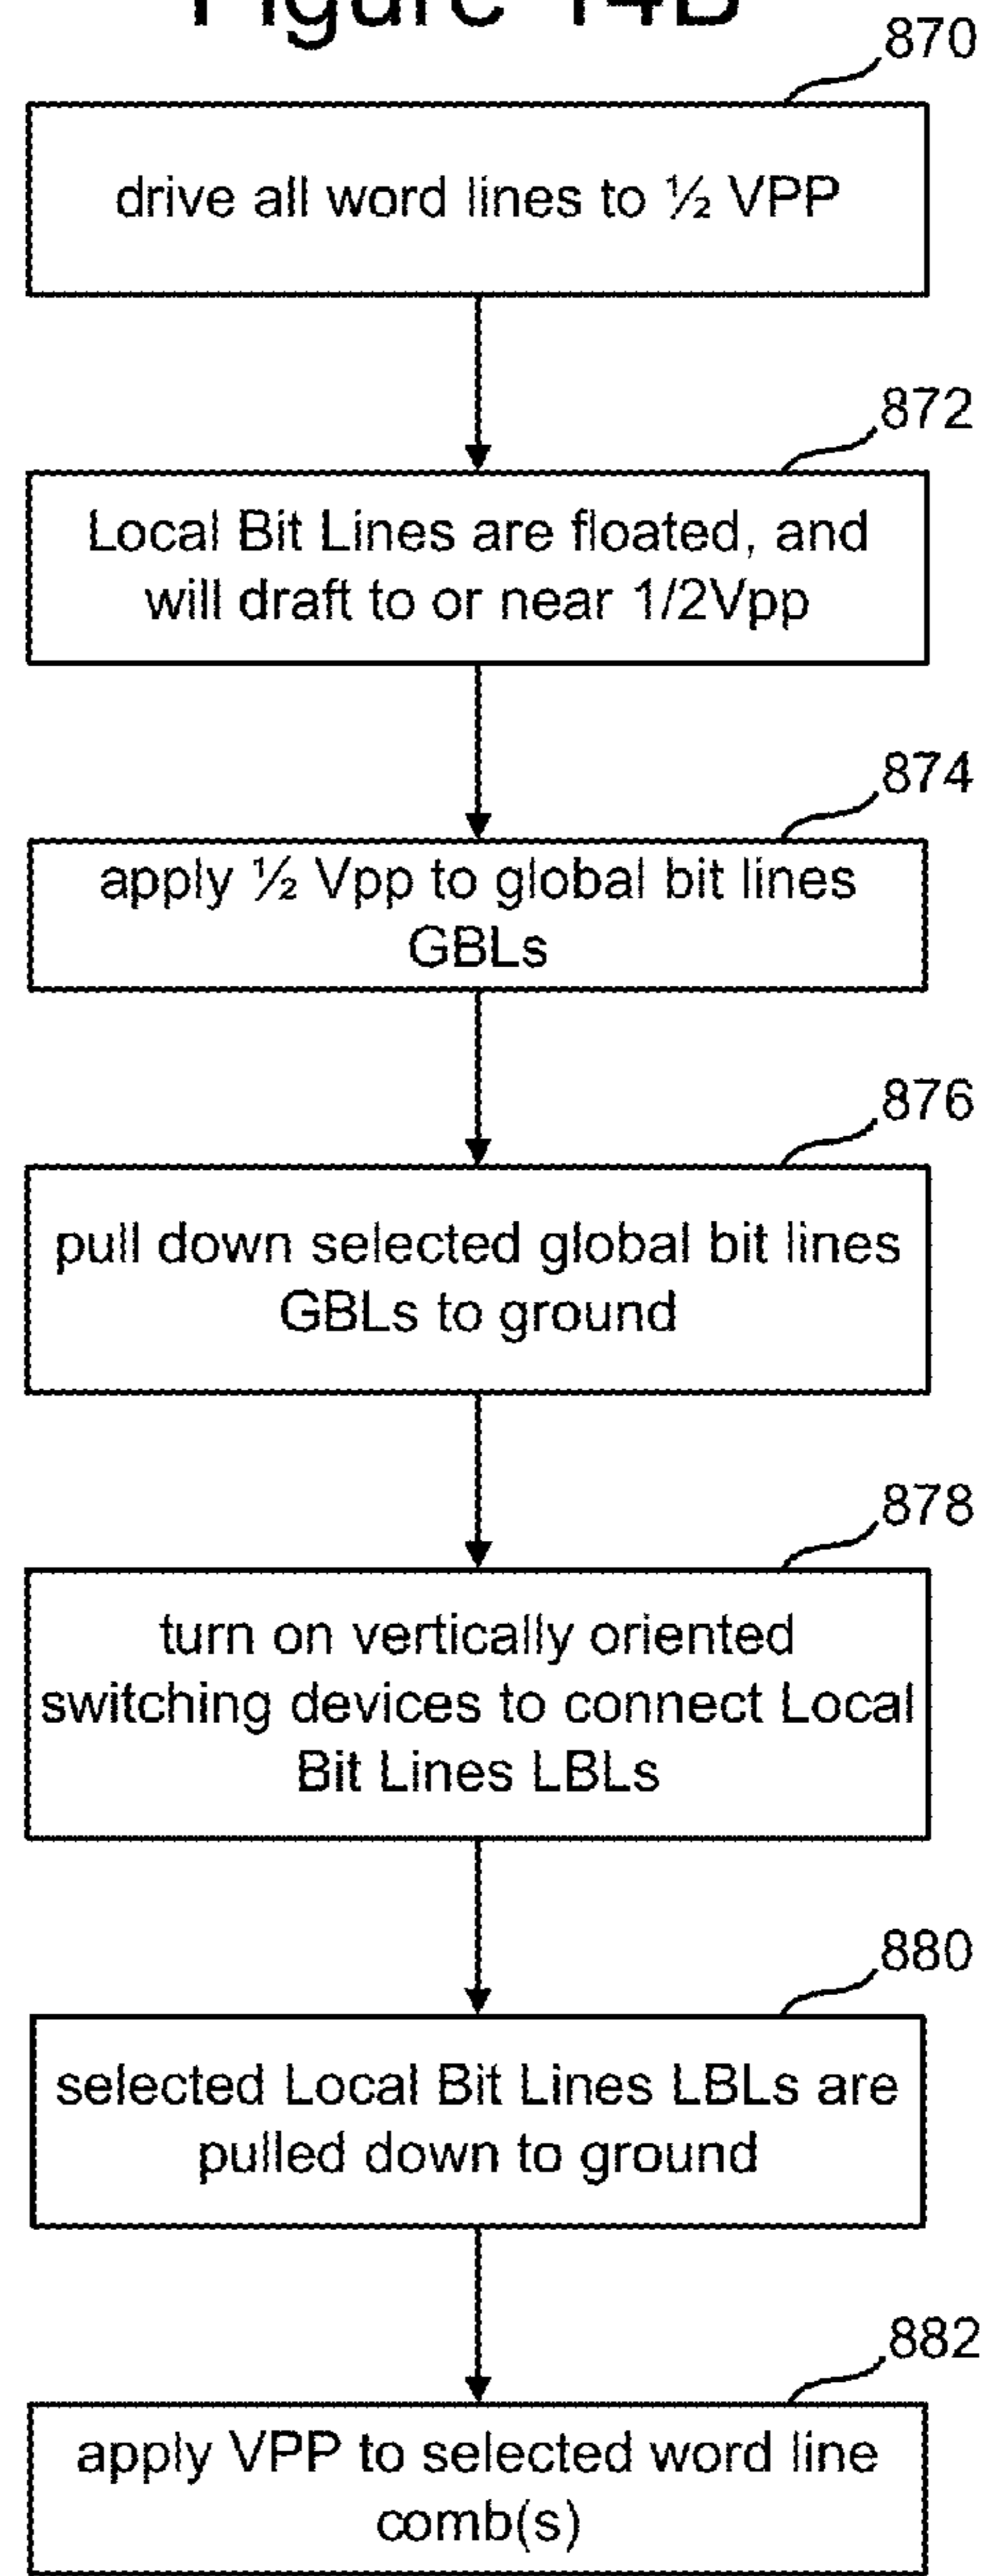 Figure 14B
870
drive all word lines to ½ VPP
872
Local Bit Lines are floated, and
will draft to or near 1/2Vpp
874
apply ½ Vpp to global bit lines
GBLs
876
pull down selected global bit lines
GBLs to ground
878
turn on vertically oriented
switching devices to connect Local
Bit Lines LBLs
880
selected Local Bit Lines LBLs are
pulled down to ground
882
apply VPP to selected word line
comb(s)